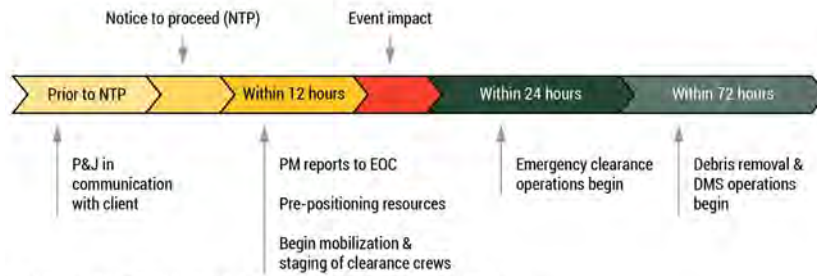 Notice to proceed (NTP)
Event impact
Prior to NTP
Within 12 hours
Within 24 hours
Within 72 hours
P&J in
communication
with client
PM reports to EOC
Pre-positioning resources
Begin mobilization &
staging of clearance crews
Emergency clearance
operations begin
Debris removal &
DMS operations
begin